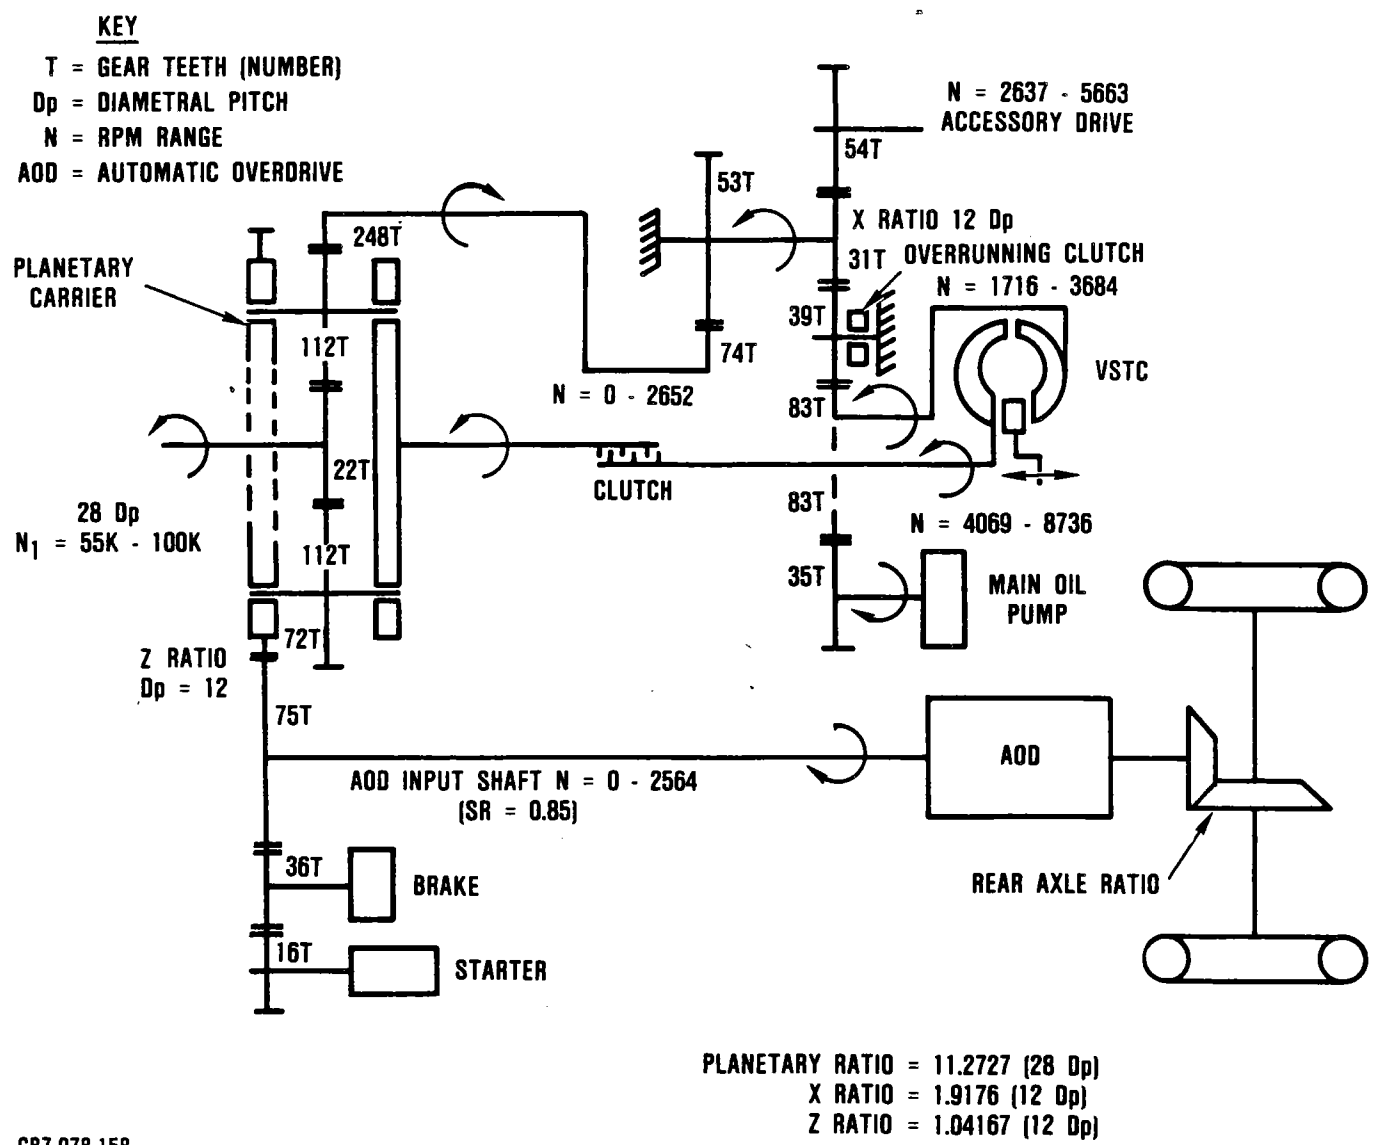 KEY
T = GEAR TEETH (NUMBER)
Dp = DIAMETRAL PITCH
N = RPM RANGE
AOD = AUTOMATIC OVERDRIVE
N = 2637 - 5663
ACCESSORY DRIVE
54T
53T
X RATIO 12 Dp
248T
31T
OVERRUNNING CLUTCH
N = 1716 - 3684
PLANETARY
CARRIER
39T
112T
74T
VSTC
N = 0 - 2652
83T
22T
CLUTCH
83T
N = 4069 - 8736
28 Dp
N1 = 55K - 100K
112T
35T
MAIN OIL
PUMP
72T
Z RATIO
Dp = 12
75T
AOD
AOD INPUT SHAFT N = 0 - 2564
(SR = 0.85)
36T
BRAKE
REAR AXLE RATIO
16T
STARTER
PLANETARY RATIO = 11.2727 (28 Dp)
X RATIO = 1.9176 (12 Dp)
Z RATIO = 1.04167 (12 Dp)